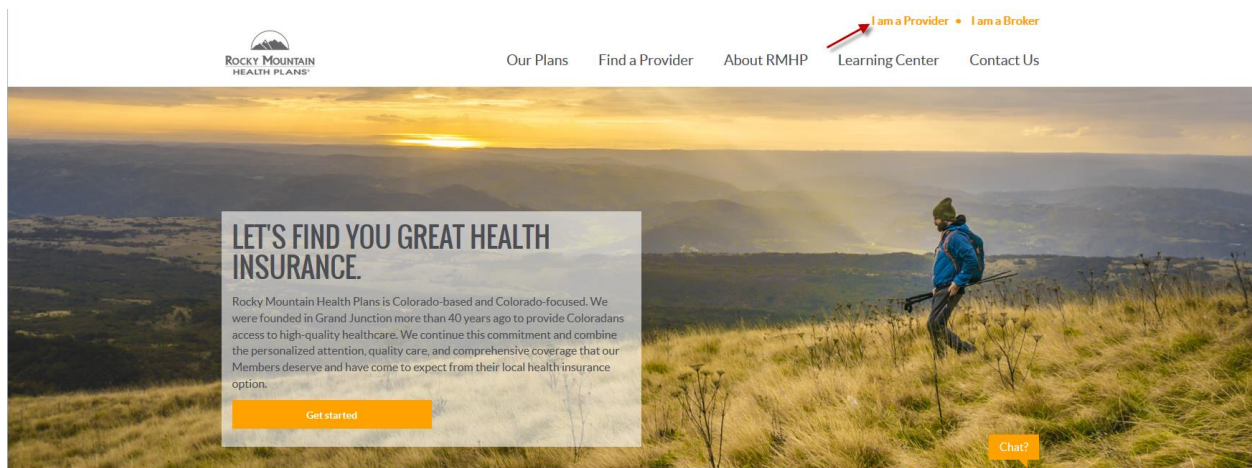 I am a Provider • I am a Broker
ROCKY MOUNTAIN
HEALTH PLANS
Our Plans Find a Provider About RMHP Learning Center Contact Us
LET'S FIND YOU GREAT HEALTH
INSURANCE.
Rocky Mountain Health Plans is Colorado-based and Colorado-focused. We
were founded in Grand Junction more than 40 years ago to provide Coloradans
access to high-quality healthcare. We continue this commitment and combine
the personalized attention, quality care, and comprehensive coverage that our
Members deserve and have come to expect from their local health insurance
option.
Get started
Chat?